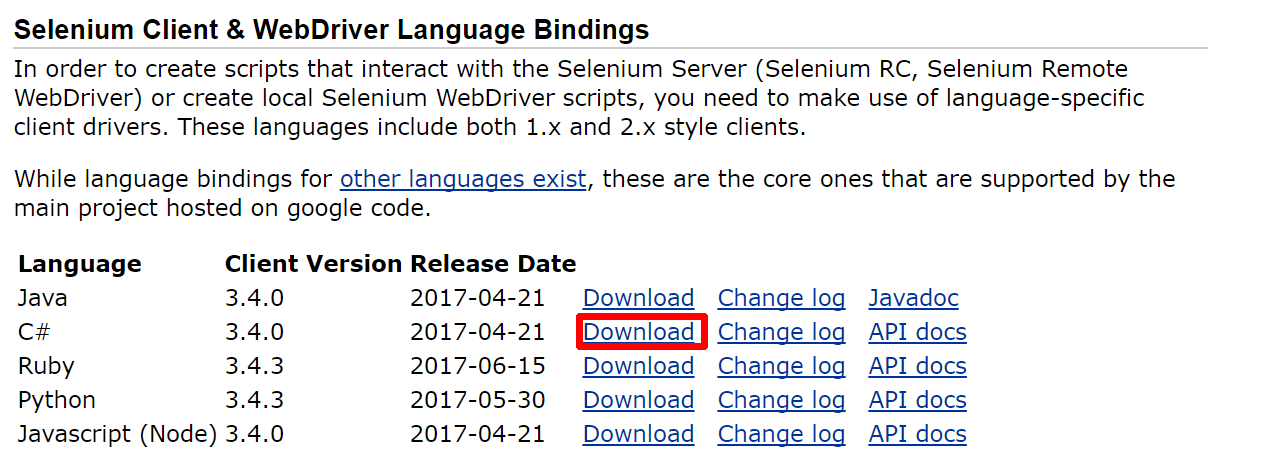 Selenium Client & WebDriver Language Bindings
In order to create scripts that interact with the Selenium Server (Selenium RC, Selenium Remote
WebDriver) or create local Selenium WebDriver scripts, you need to make use of language-specific
client drivers. These languages include both 1.x and 2.x style clients.
While language bindings for other languages exist, these are the core ones that are supported by the
main project hosted on google code.
Language Client Version Release Date
Java 3.4.0 2017-04-21 Download Change log Javadoc
C# 3.4.0 2017-04-21 Download Change log API docs
Ruby 3.4.3 2017-06-15 Download Change log API docs
Python 3.4.3 2017-05-30 Download Change log API docs
Javascript (Node) 3.4.0 2017-04-21 Download Change log API docs